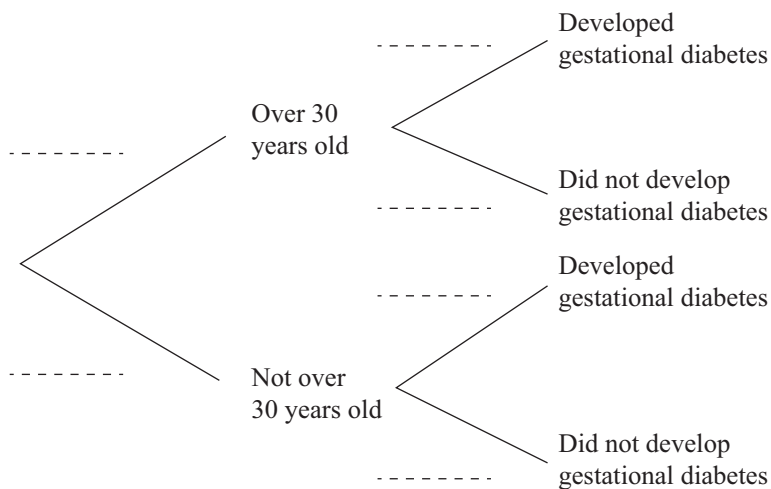 Developed
gestational diabetes
Over 30
years old
Did not develop
gestational diabetes
Developed
gestational diabetes
Not over
30 years old
Did not develop
gestational diabetes